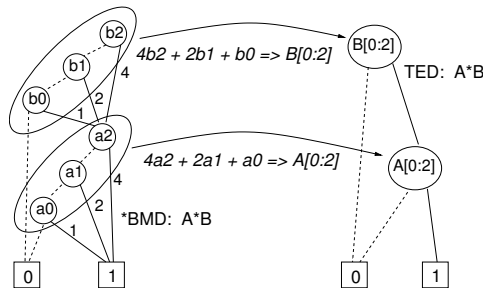 b2
b1
b0
4
2
1
4b2 + 2b1 + b0 => B[0:2]
B[0:2]
TED: A*B
a2
a1
a0
4
2
1
4a2 + 2a1 + a0 => A[0:2]
A[0:2]
*BMD: A*B
0
1
0
1